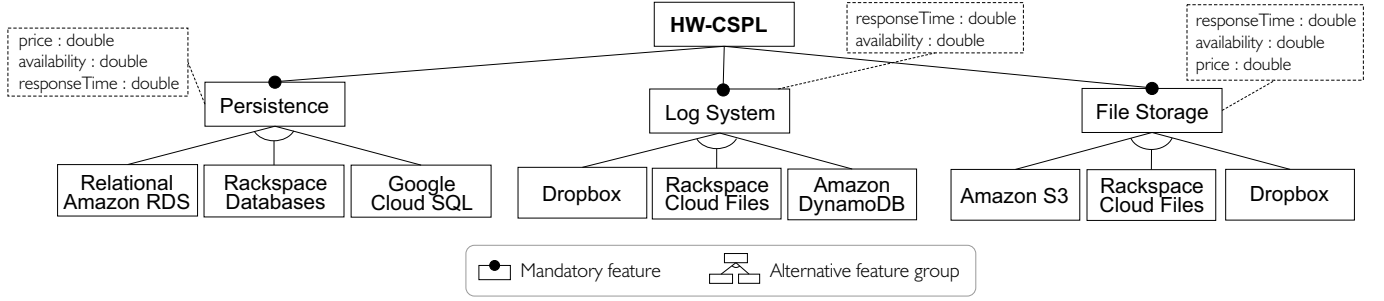 HW-CSPL
price : double
availability : double
responseTime : double
responseTime : double
availability : double
responseTime : double
availability : double
price : double
Persistence
Log System
File Storage
Relational
Amazon RDS
Rackspace
Databases
Google
Cloud SQL
Dropbox
Rackspace
Cloud Files
Amazon
DynamoDB
Amazon S3
Rackspace
Cloud Files
Dropbox
Mandatory feature
Alternative feature group